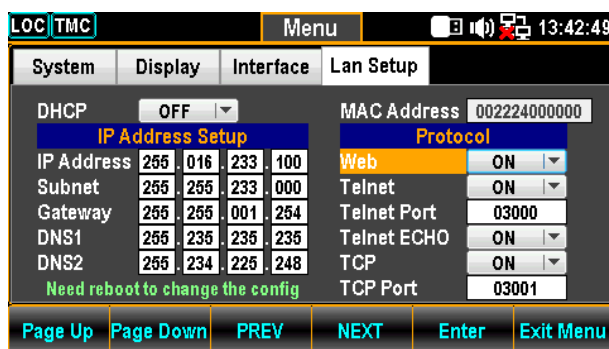 LOC TMC Menu 13:42:49
System Display Interface Lan Setup
DHCP OFF MAC Address 002224000000
IP Address Setup Protocol
IP Address 255 . 016 . 233 . 100 Web ON
Subnet 255 . 255 . 233 . 000 Telnet ON
Gateway 255 . 255 . 001 . 254 Telnet Port 03000
DNS1 255 . 235 . 235 . 235 Telnet ECHO ON
DNS2 255 . 234 . 225 . 248 TCP ON
Need reboot to change the config TCP Port 03001
Page Up Page Down PREV NEXT Enter Exit Menu